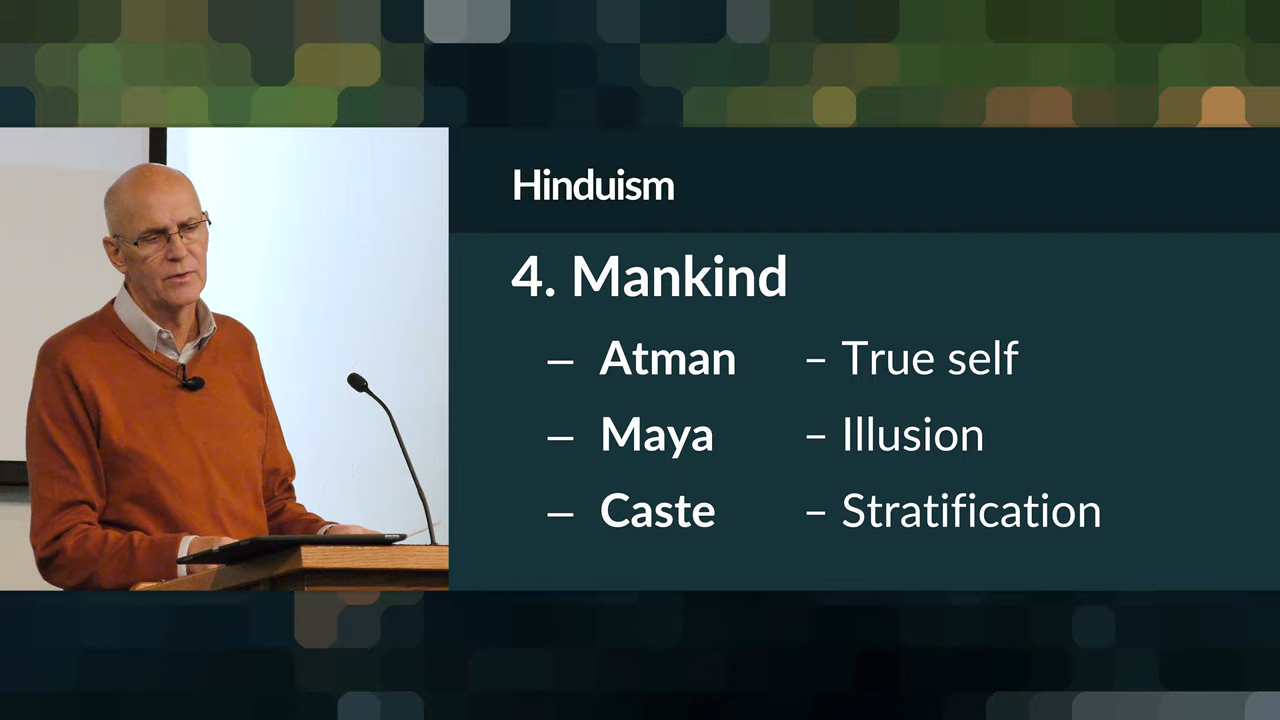 Hinduism
4. Mankind
– Atman – True self
– Maya – Illusion
– Caste – Stratification